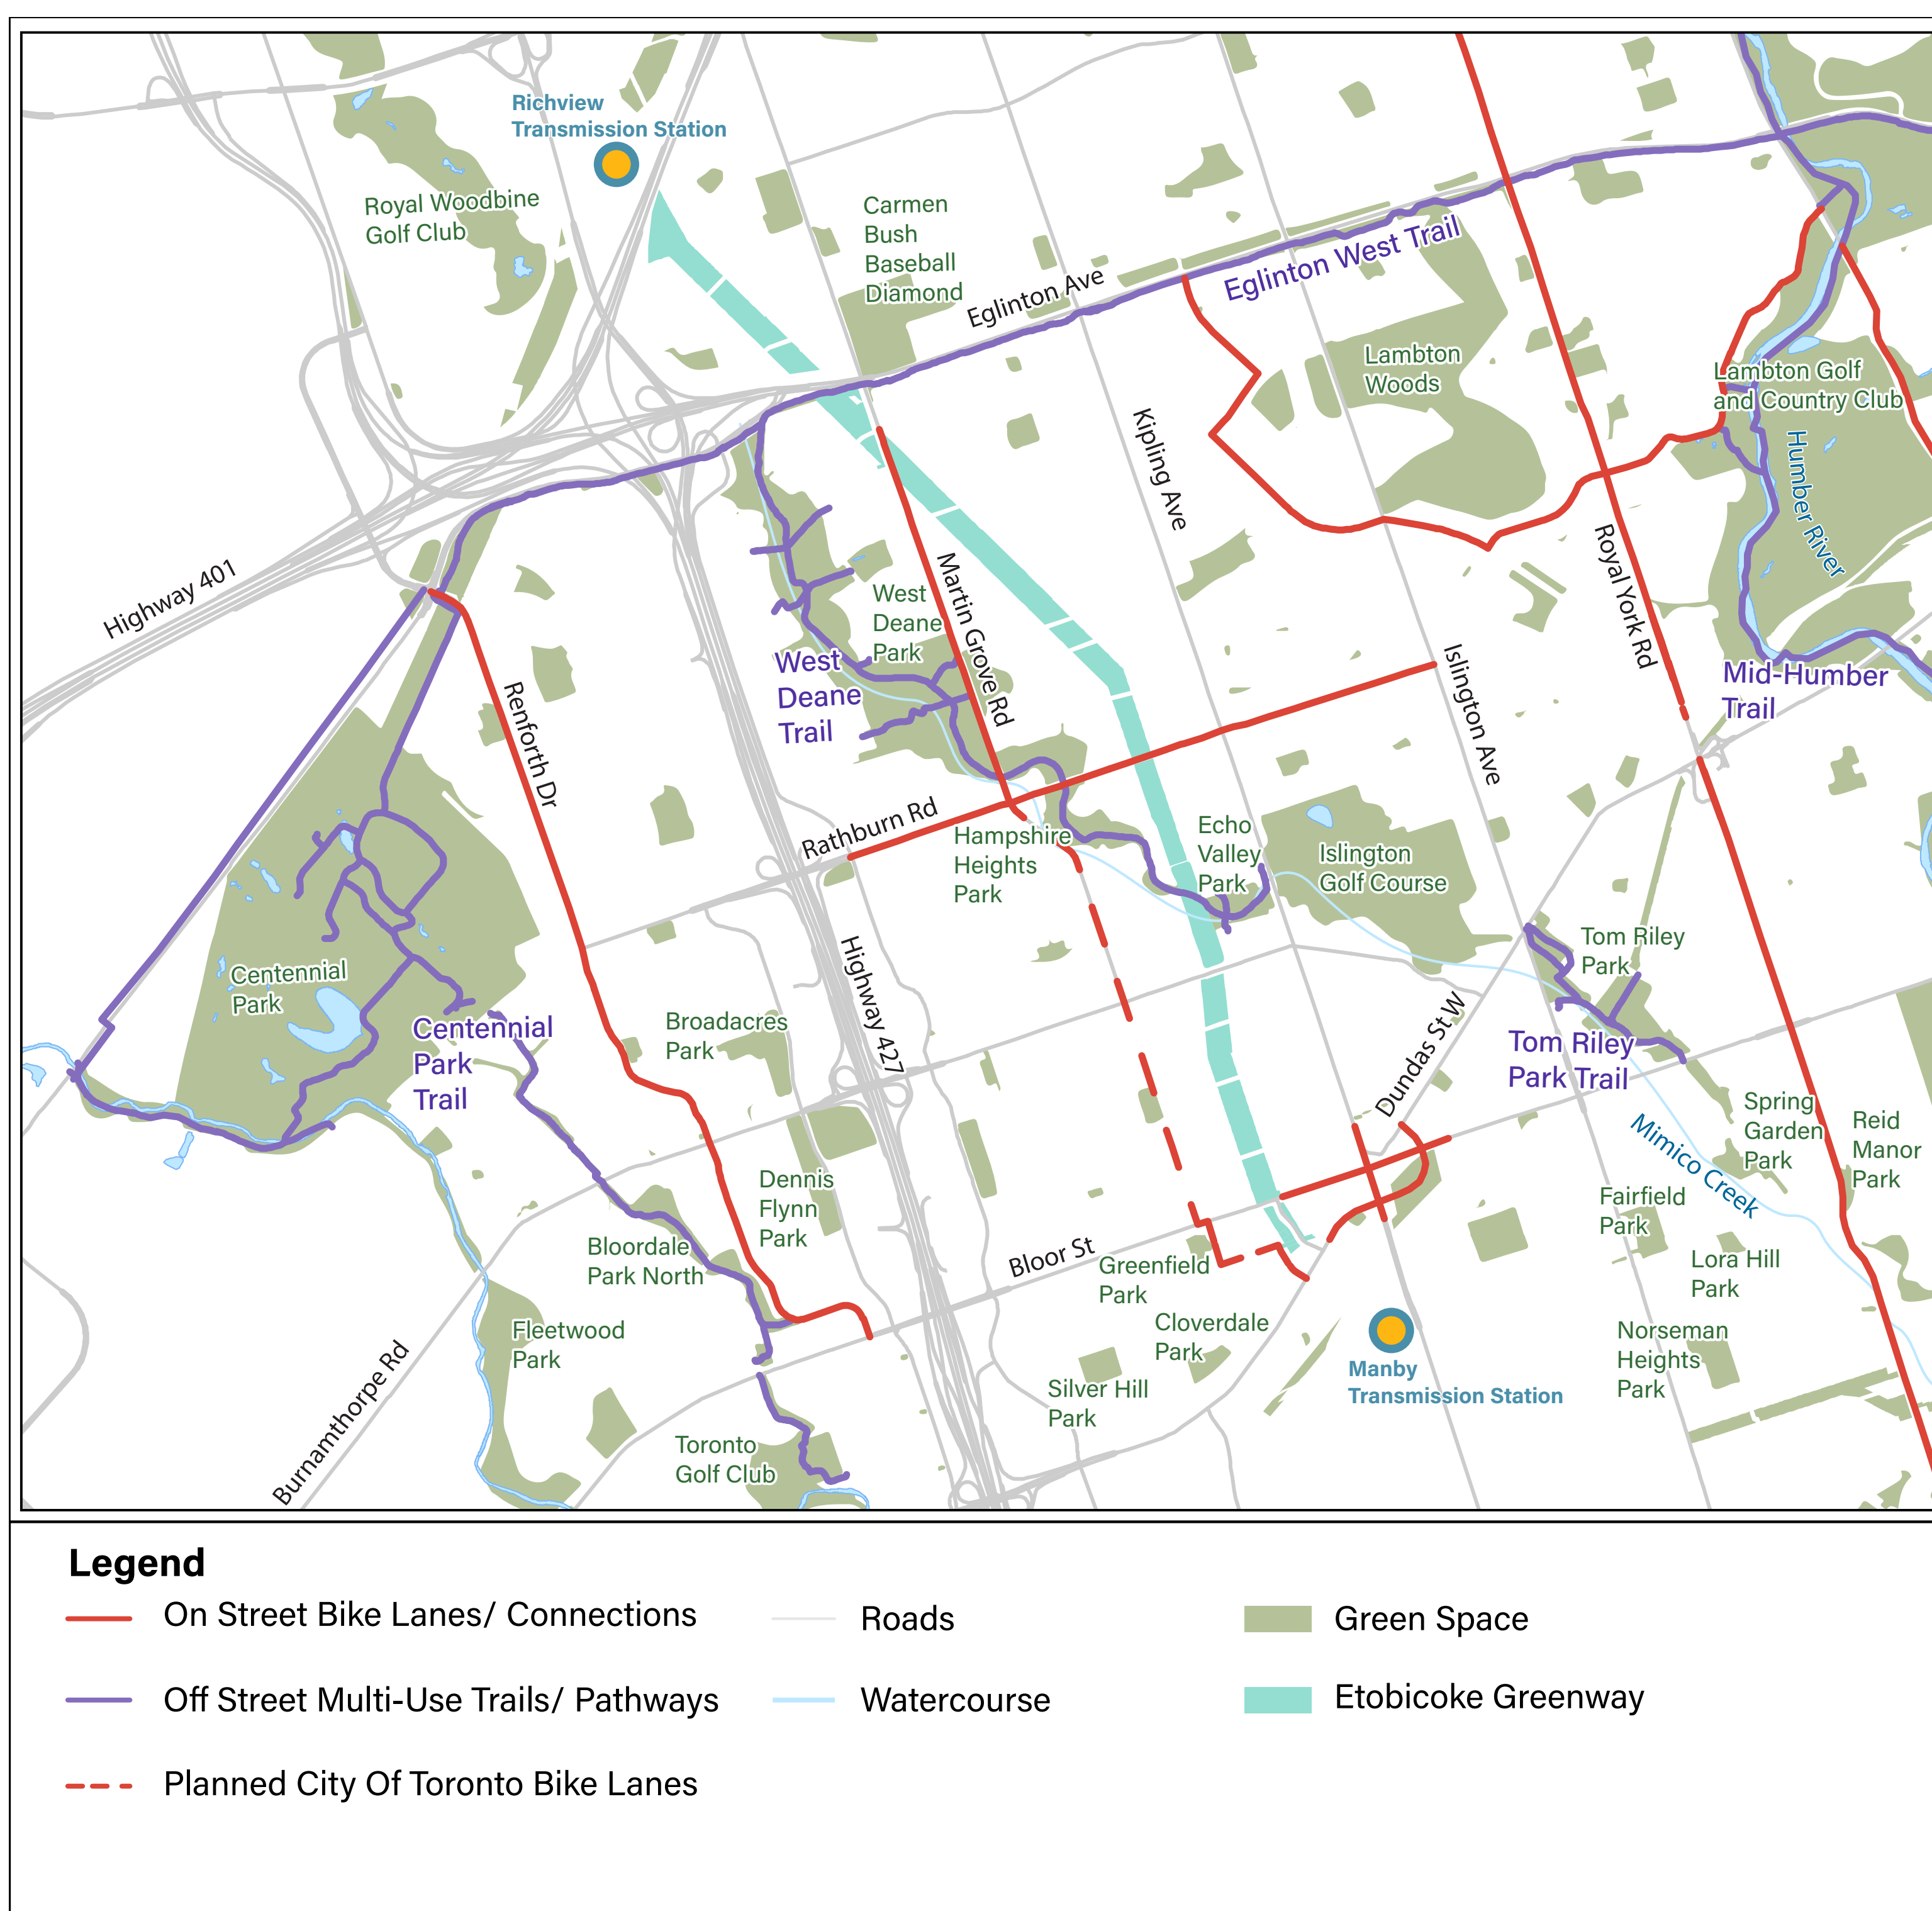 Richview
Transmission Station
Royal Woodbine
Golf Club
Carmen
Bush
Baseball
Diamond
Eglinton Ave
Eglinton West Trail
Lambton
Woods
Lambton Golf
and Country Club
Humber River
Kipling Ave
Highway 401
Martin Grove Rd
Royal York Rd
West
Deane
Park
West
Deane
Trail
Islington Ave
Mid-Humber
Trail
Renforth Dr
Rathburn Rd
Hampshire
Heights
Park
Echo
Valley
Park
Islington
Golf Course
Tom Riley
Park
Centennial
Park
Highway 427
Centennial
Park
Trail
Broadacres
Park
Dundas St W
Tom Riley
Park Trail
Spring
Garden
Park
Reid
Manor
Park
Mimico Creek
Dennis
Flynn
Park
Fairfield
Park
Bloordale
Park North
Bloor St
Greenfield
Park
Lora Hill
Park
Fleetwood
Park
Cloverdale
Park
Norseman
Heights
Park
Manby
Transmission Station
Burnamthorpe Rd
Silver Hill
Park
Toronto
Golf Club
Legend
On Street Bike Lanes/ Connections
Roads
Green Space
Off Street Multi-Use Trails/ Pathways
Watercourse
Etobicoke Greenway
Planned City Of Toronto Bike Lanes